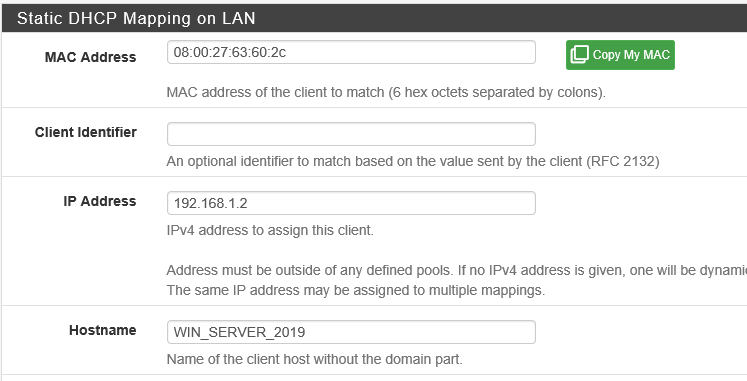 Static DHCP Mapping on LAN
MAC Address
08:00:27:63:60:2c
Copy My MAC
MAC address of the client to match (6 hex octets separated by colons).
Client Identifier
An optional identifier to match based on the value sent by the client (RFC 2132)
IP Address
192.168.1.2
IPv4 address to assign this client.
Address must be outside of any defined pools. If no IPv4 address is given, one will be dynami
The same IP address may be assigned to multiple mappings.
Hostname
WIN_SERVER_2019
Name of the client host without the domain part.